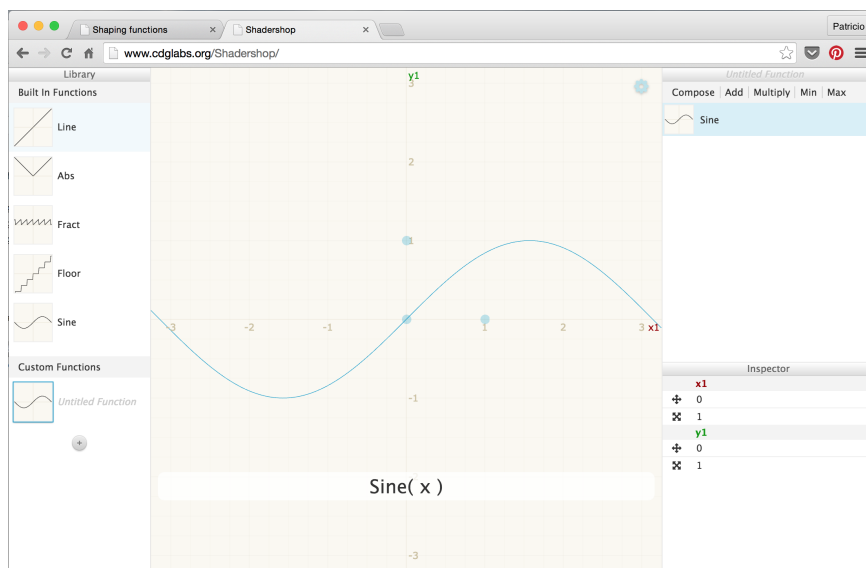 Shaping functions
Shadershop
Patricio
www.cdglabs.org/Shadershop/
Library
Built In Functions
Line
Abs
Fract
Floor
Sine
Custom Functions
Untitled Function
+
y1
3
2
1
-3
-2
-1
1
2
3
x1
-1
Sine( x )
-3
Untitled Function
Compose
Add
Multiply
Min
Max
Sine
Inspector
x1
0
1
y1
0
1